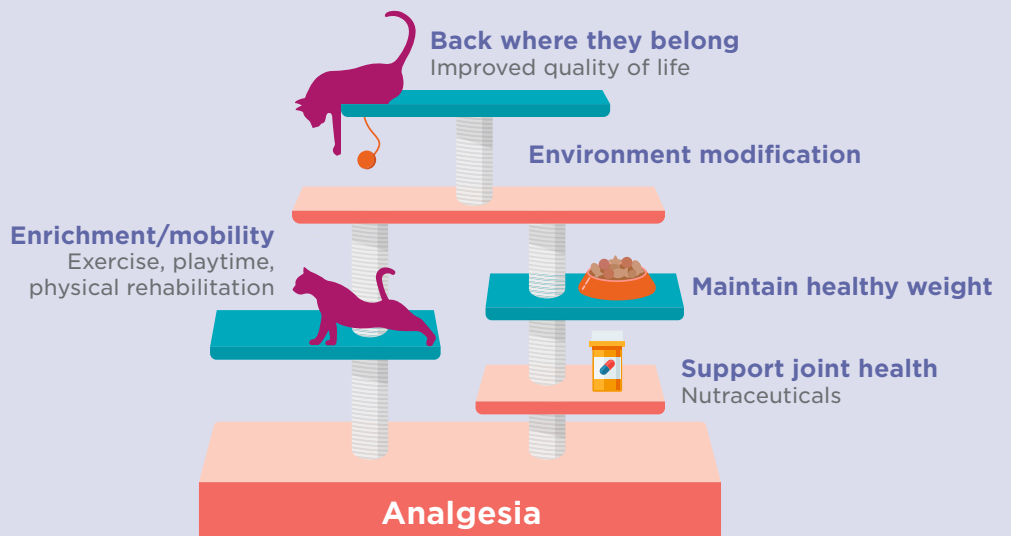 Back where they belong
Improved quality of life
Environment modification
Enrichment/mobility
Exercise, playtime,
physical rehabilitation
Maintain healthy weight
Support joint health
Nutraceuticals
Analgesia